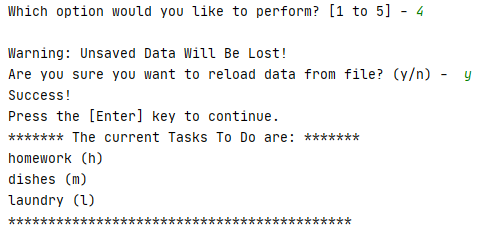 Which option would you like to perform? [1 to 5] - 4
Warning: Unsaved Data Will Be Lost!
Are you sure you want to reload data from file? (y/n) -  y
Success!
Press the [Enter] key to continue.
******* The current Tasks To Do are: *******
homework (h)
dishes (m)
laundry (l)
*******************************************